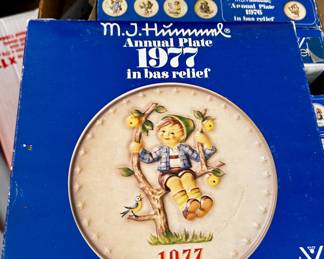 Annual Plate
1976
in bas relief
M.J.Hummel®
Annual Plate
1977
in bas relief
1977